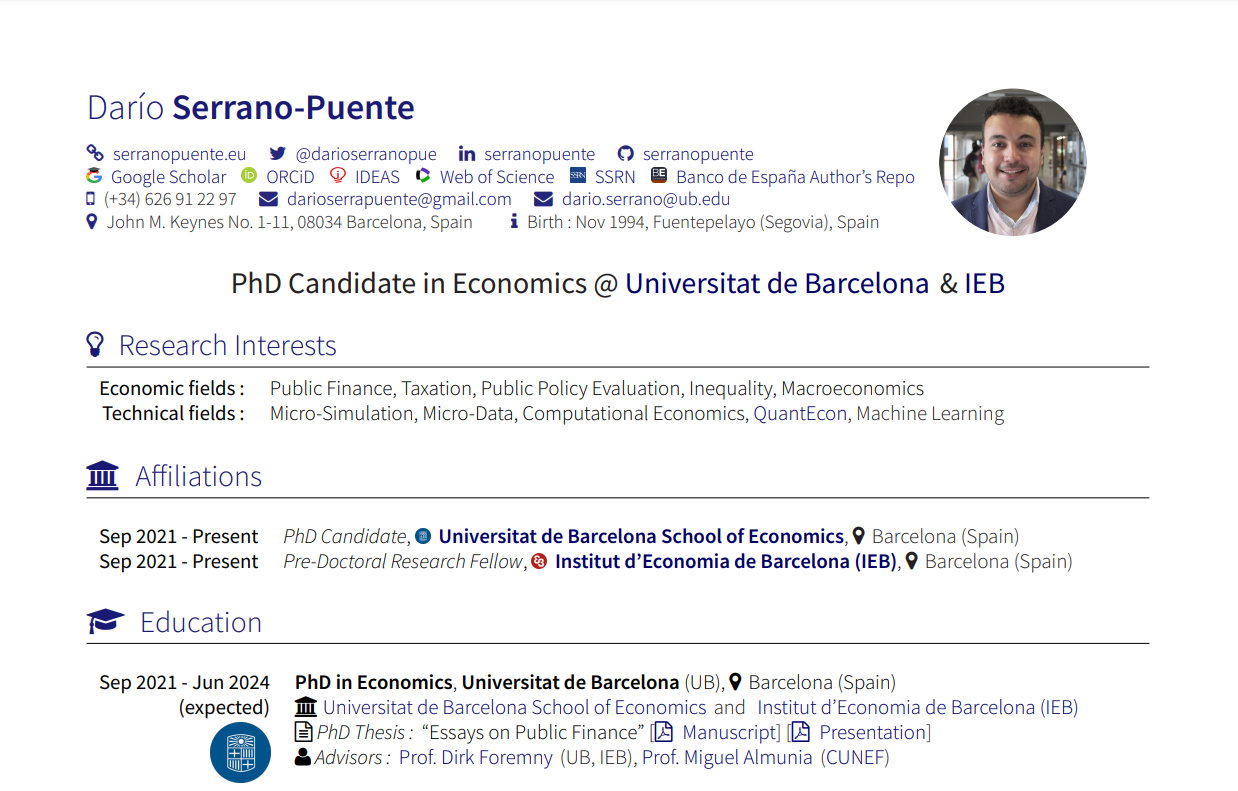 Darío Serrano-Puente
serranopuente.eu @darioserranopue serranopuente serranopuente
Google Scholar ORCiD IDEAS Web of Science SSRN Banco de España Author's Repo
(+34) 626 91 22 97 darioserrapuente@gmail.com dario.serrano@ub.edu
John M. Keynes No. 1-11, 08034 Barcelona, Spain Birth : Nov 1994, Fuentepelayo (Segovia), Spain
PhD Candidate in Economics @ Universitat de Barcelona & IEB
Research Interests
Economic fields : Public Finance, Taxation, Public Policy Evaluation, Inequality, Macroeconomics
Technical fields : Micro-Simulation, Micro-Data, Computational Economics, QuantEcon, Machine Learning
Affiliations
Sep 2021 - Present PhD Candidate, Universitat de Barcelona School of Economics, Barcelona (Spain)
Sep 2021 - Present Pre-Doctoral Research Fellow, Institut d'Economia de Barcelona (IEB), Barcelona (Spain)
Education
Sep 2021 - Jun 2024 PhD in Economics, Universitat de Barcelona (UB), Barcelona (Spain)
(expected) Universitat de Barcelona School of Economics and Institut d'Economia de Barcelona (IEB)
PhD Thesis : "Essays on Public Finance" [ Manuscript] [ Presentation]
Advisors : Prof. Dirk Foremny (UB, IEB), Prof. Miguel Almunia (CUNEF)